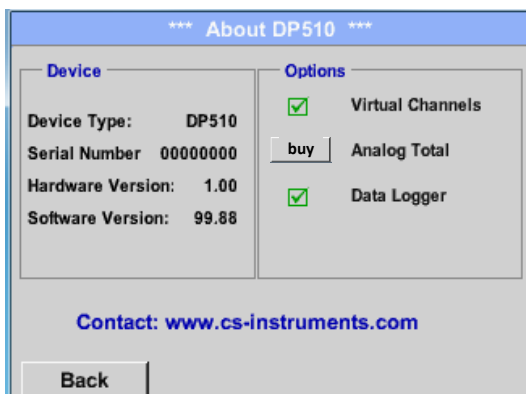 *** About DP510 ***
Device
Device Type: DP510
Serial Number 00000000
Hardware Version: 1.00
Software Version: 99.88
Options
Virtual Channels
buy Analog Total
Data Logger
Contact: www.cs-instruments.com
Back